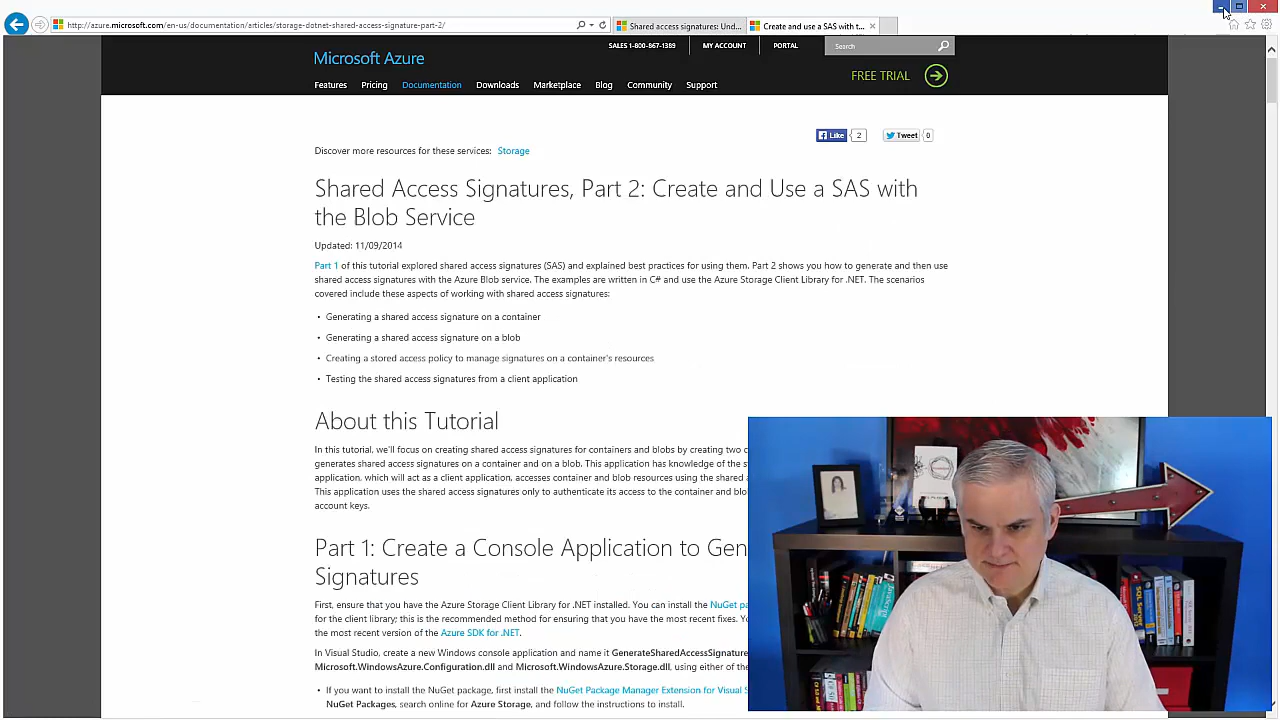 http://azure.microsoft.com/en-us/documentation/articles/storage-dotnet-shared-access-signature-part-2/
Shared access signatures: Und...
Create and use a SAS with t...
SALES 1-800-867-1389
MY ACCOUNT
PORTAL
Search
Microsoft Azure
FREE TRIAL
Features Pricing Documentation Downloads Marketplace Blog Community Support
Like 2 Tweet 0
Discover more resources for these services: Storage
Shared Access Signatures, Part 2: Create and Use a SAS with
the Blob Service
Updated: 11/09/2014
Part 1 of this tutorial explored shared access signatures (SAS) and explained best practices for using them. Part 2 shows you how to generate and then use
shared access signatures with the Azure Blob service. The examples are written in C# and use the Azure Storage Client Library for .NET. The scenarios
covered include these aspects of working with shared access signatures:
• Generating a shared access signature on a container
• Generating a shared access signature on a blob
• Creating a stored access policy to manage signatures on a container's resources
• Testing the shared access signatures from a client application
About this Tutorial
In this tutorial, we'll focus on creating shared access signatures for containers and blobs by creating two
generates shared access signatures on a container and on a blob. This application has knowledge of the
application, which will act as a client application, accesses container and blob resources using the shared
This application uses the shared access signatures only to authenticate its access to the container and
account keys.
Part 1: Create a Console Application to
Signatures
First, ensure that you have the Azure Storage Client Library for .NET installed. You can install the NuGet
for the client library; this is the recommended method for ensuring that you have the most recent fixes.
the most recent version of the Azure SDK for .NET.
In Visual Studio, create a new Windows console application and name it GenerateSharedAccessSignature
Microsoft.WindowsAzure.Configuration.dll and Microsoft.WindowsAzure.Storage.dll, using either of the
• If you want to install the NuGet package, first install the NuGet Package Manager Extension for Visual
NuGet Packages, search online for Azure Storage, and follow the instructions to install.